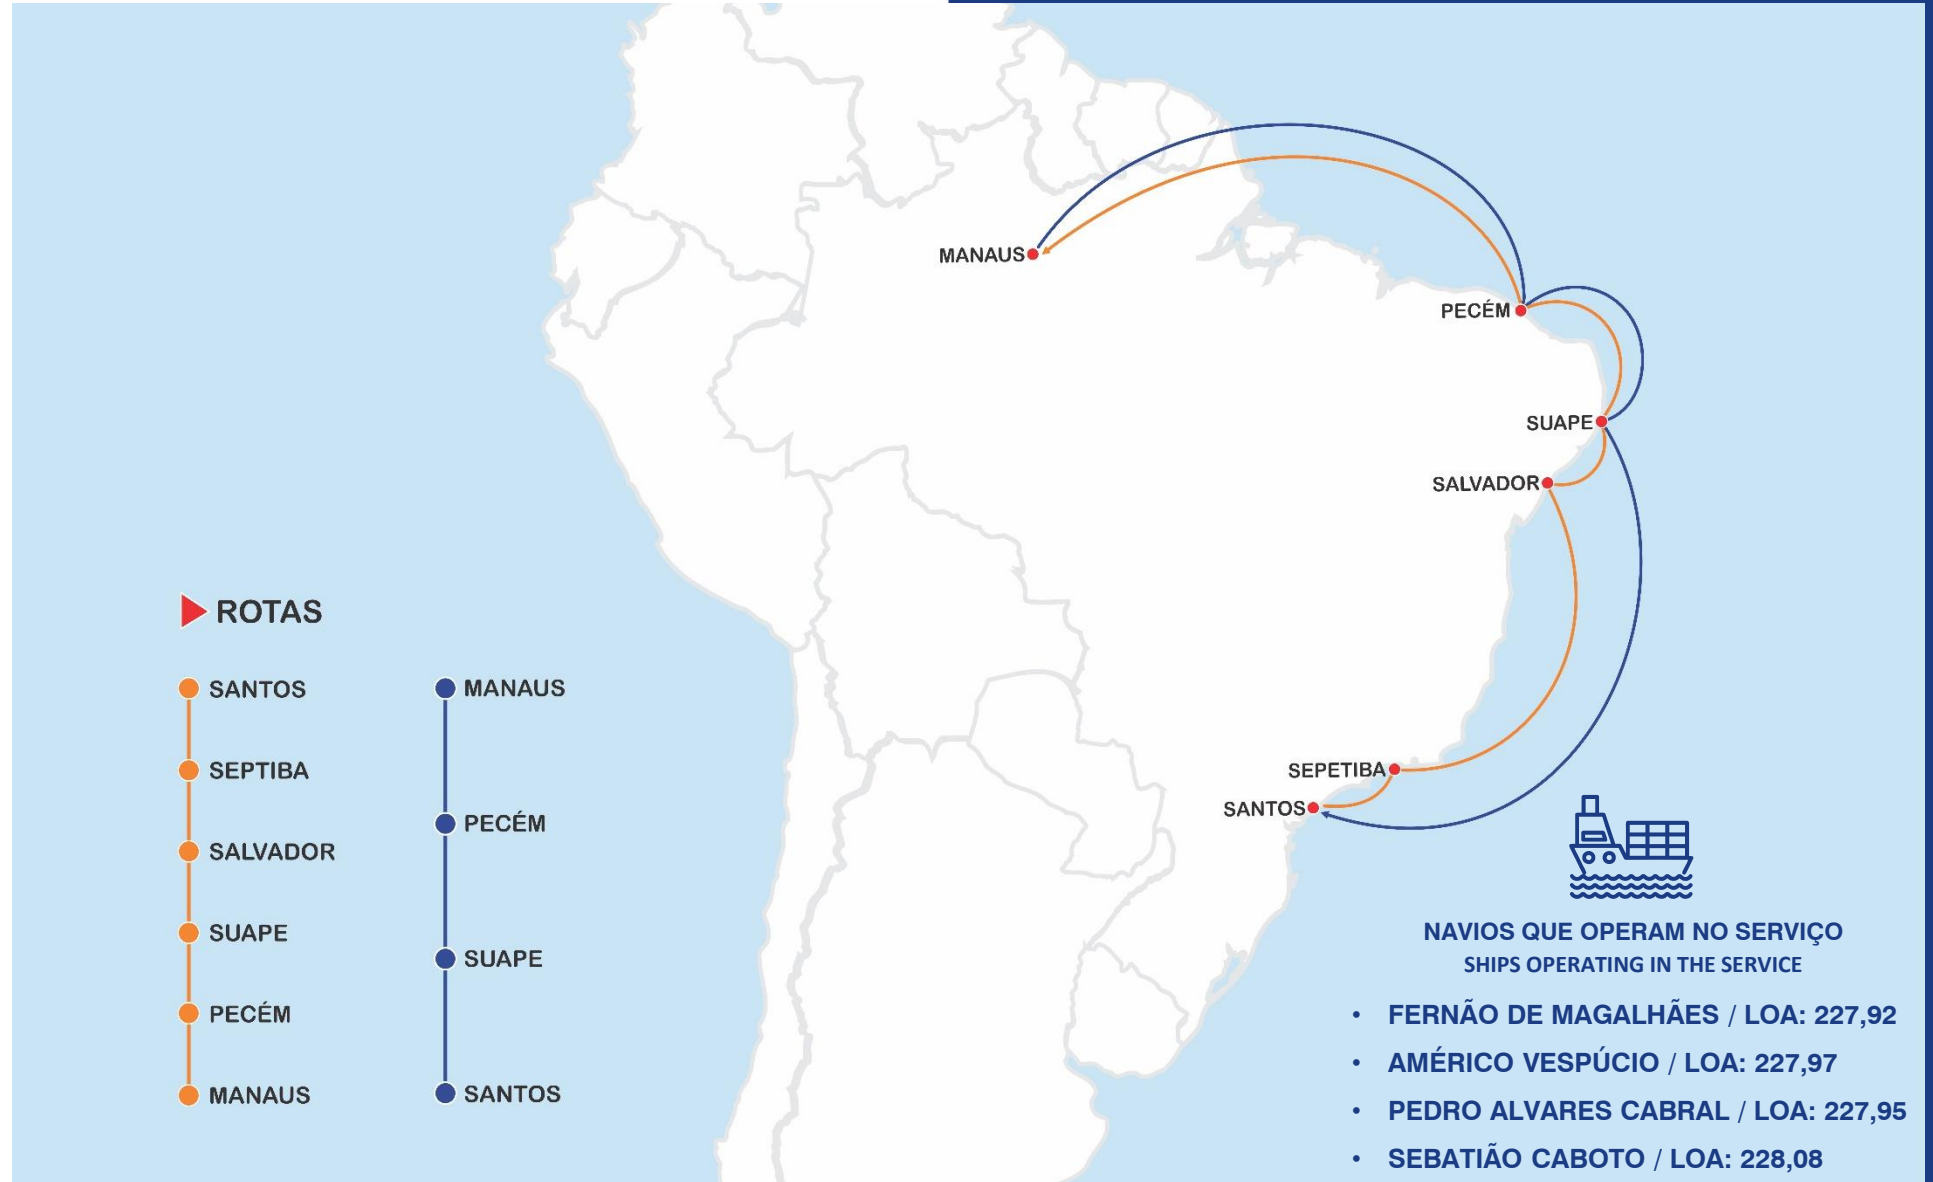 MANAUS
PECÉM
SUAPE
SALVADOR
SEPETIBA
SANTOS
ROTAS
SANTOS
SEPTIBA
SALVADOR
SUAPE
PECÉM
MANAUS
MANAUS
PECÉM
SUAPE
SANTOS
NAVIOS QUE OPERAM NO SERVIÇO
SHIPS OPERATING IN THE SERVICE
• FERNÃO DE MAGALHÃES / LOA: 227,92
• AMÉRICO VESPÚCIO / LOA: 227,97
• PEDRO ALVARES CABRAL / LOA: 227,95
• SEBATIÃO CABOTO / LOA: 228,08